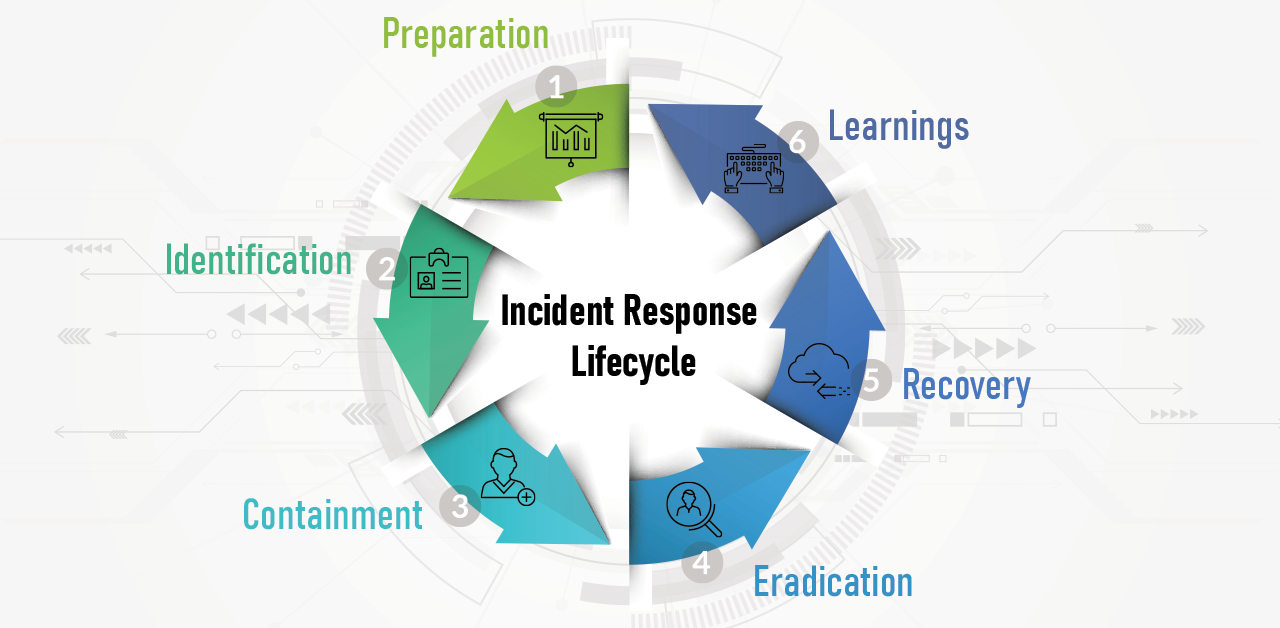 Preparation
1
6
Learnings
Identification
2
Incident Response
Lifecycle
5
Recovery
3
Containment
4
Eradication